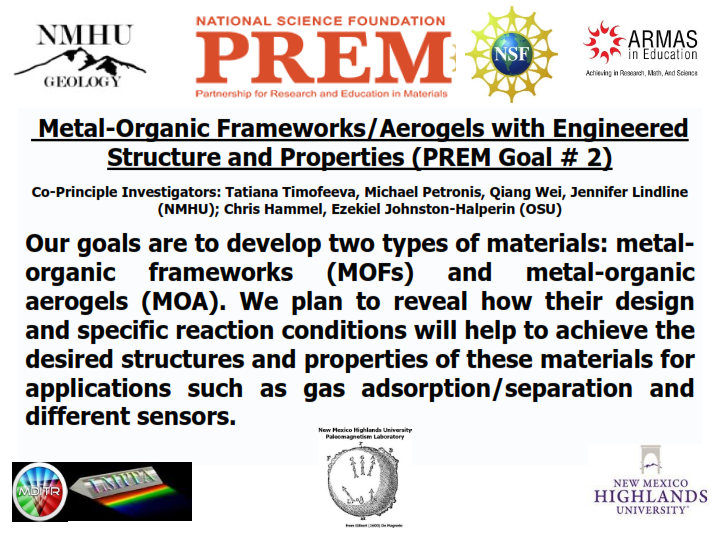 NMHU
GEOLOGY
NATIONAL SCIENCE FOUNDATION
PREM
Partnership for Research and Education in Materials
NSF
ARMAS
in Education
Achieving in Research, Math, And Science
Metal-Organic Frameworks/Aerogels with Engineered
Structure and Properties (PREM Goal # 2)
Co-Principle Investigators: Tatiana Timofeeva, Michael Petronis, Qiang Wei, Jennifer Lindline
(NMHU); Chris Hammel, Ezekiel Johnston-Halperin (OSU)
Our goals are to develop two types of materials: metal-
organic frameworks (MOFs) and metal-organic
aerogels (MOA). We plan to reveal how their design
and specific reaction conditions will help to achieve the
desired structures and properties of these materials for
applications such as gas adsorption/separation and
different sensors.
New Mexico Highlands University
Paleomagnetism Laboratory
From Gilbert (1600) De Magnete
MDITR
NEW MEXICO
HIGHLANDS
UNIVERSITY